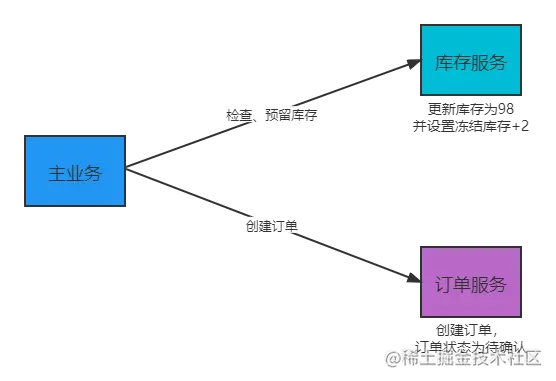 库存服务
更新库存为98
并设置冻结库存+2
检查、预留库存
主业务
创建订单
订单服务
创建订单，
订单状态为待确认
@稀土掘金技术社区